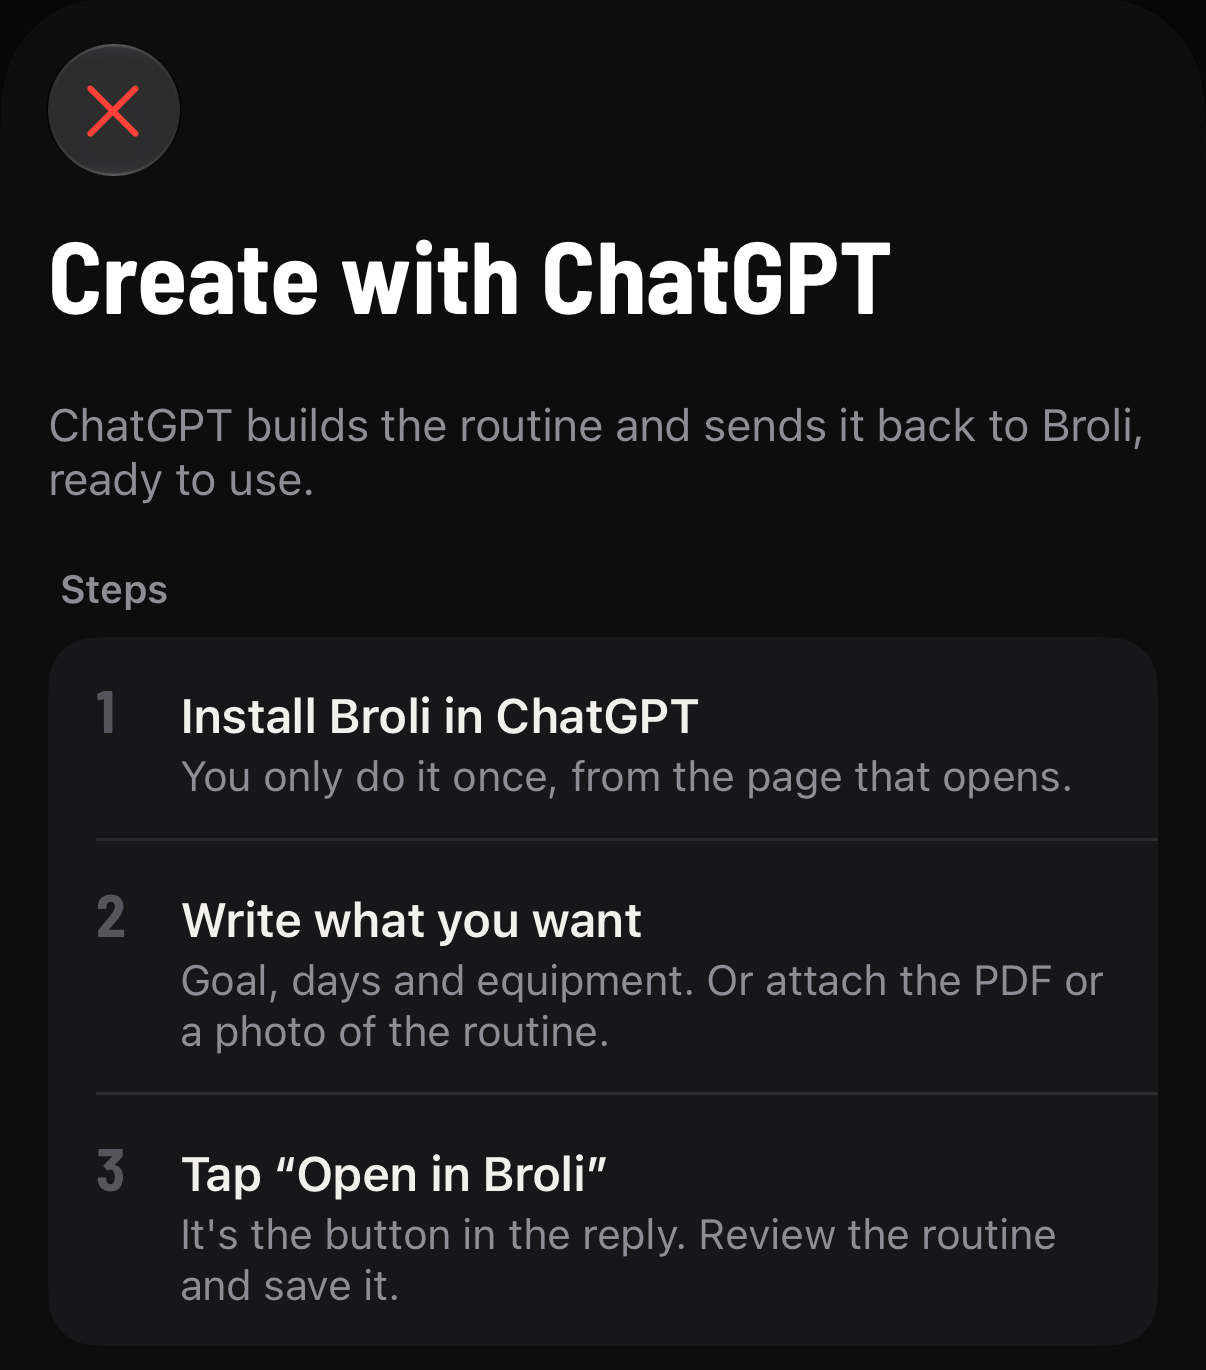 Create with ChatGPT
ChatGPT builds the routine and sends it back to Broli,
ready to use.
Steps
1
Install Broli in ChatGPT
You only do it once, from the page that opens.
2
Write what you want
Goal, days and equipment. Or attach the PDF or
a photo of the routine.
3
Tap “Open in Broli”
It's the button in the reply. Review the routine
and save it.